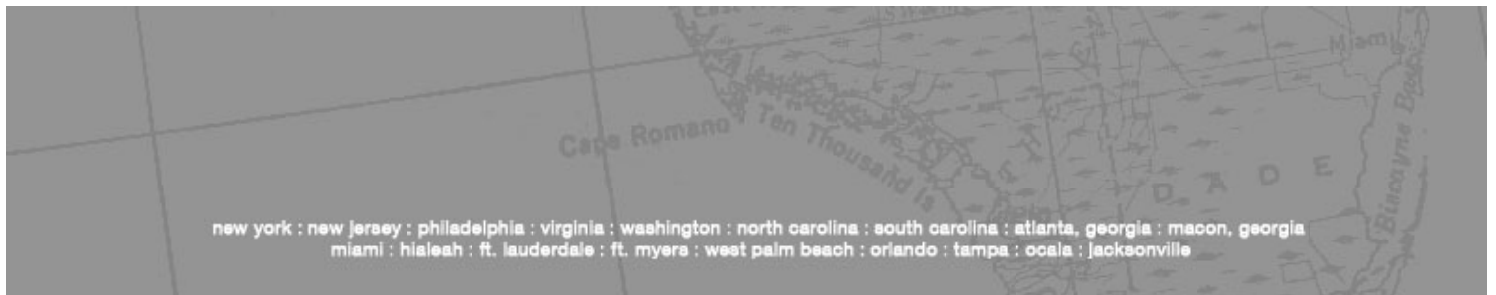 Miami
Cape Romano
Ten Thousand Is
Biscayne Bay
DADE
new york : new jersey : philadelphia : virginia : washington : north carolina : south carolina : atlanta, georgia : macon, georgia
miami : hialeah : ft. lauderdale : ft. myers : west palm beach : orlando : tampa : ocala : jacksonville